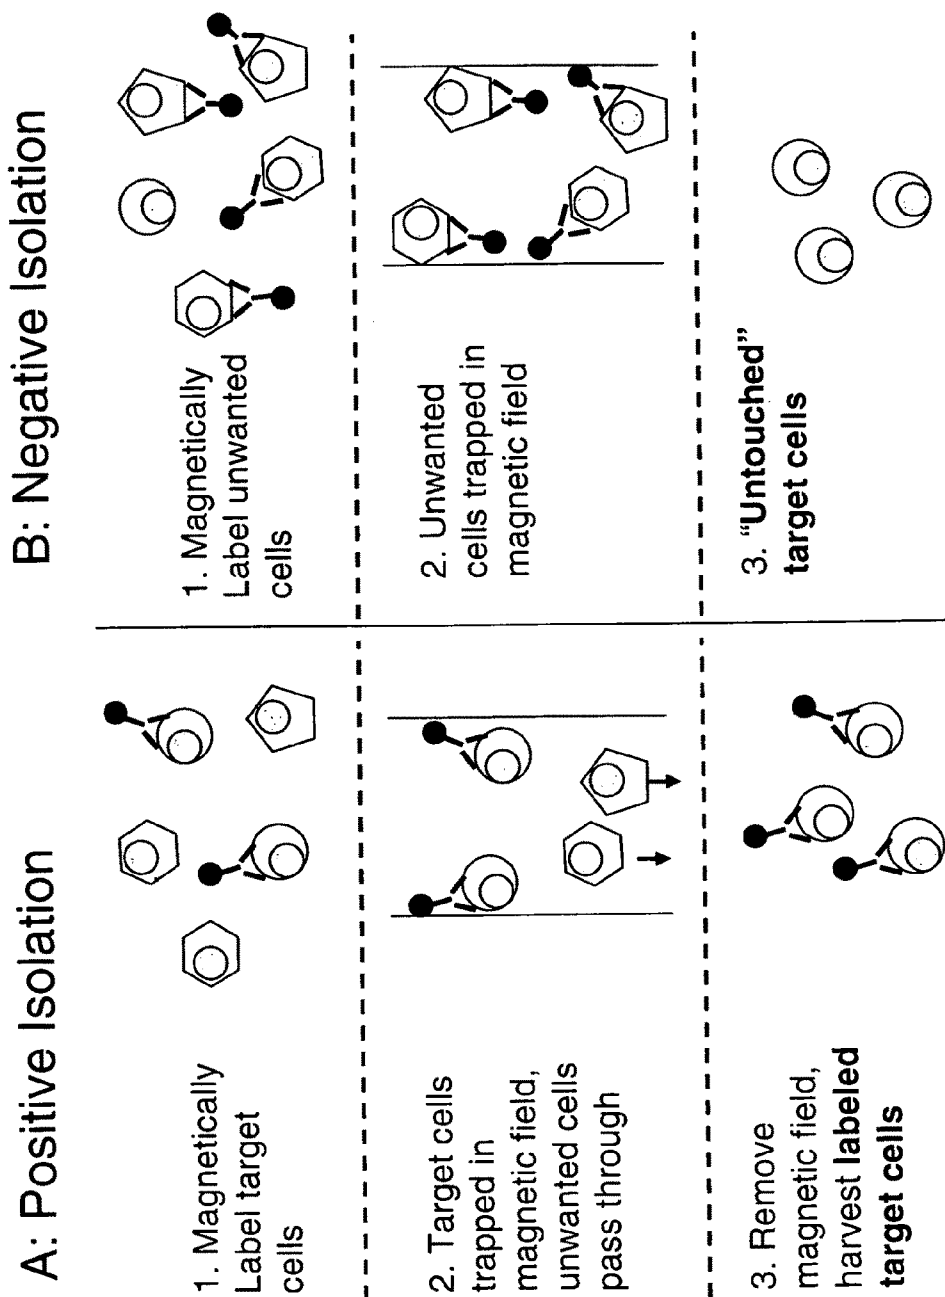 A: Positive Isolation
1. Magnetically
Label target
cells
2. Target cells
trapped in
magnetic field,
unwanted cells
pass through
3. Remove
magnetic field,
harvest labeled
target cells
B: Negative Isolation
1. Magnetically
Label unwanted
cells
2. Unwanted
cells trapped in
magnetic field
3. “Untouched”
target cells